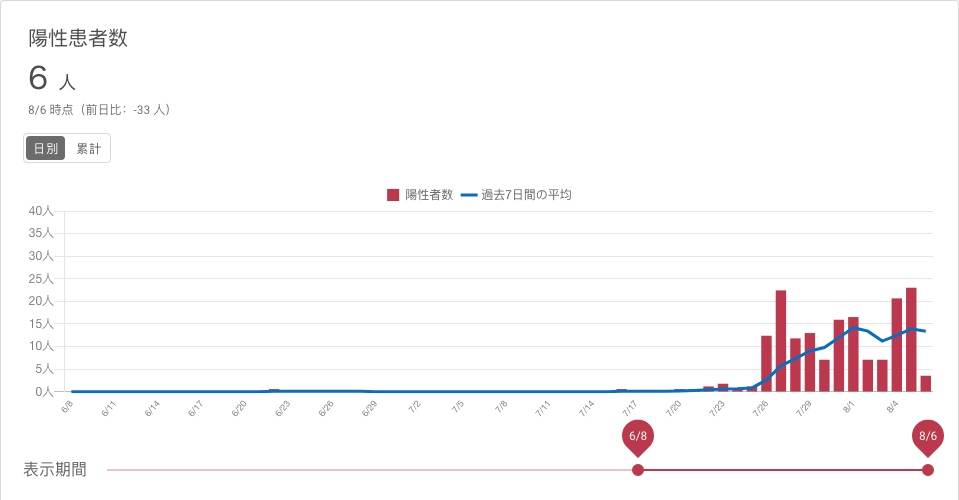 陽性患者数
6 人
8/6 時点（前日比：-33 人）
日別 累計
陽性者数 過去7日間の平均
40人
35人
30人
25人
20人
15人
10人
5人
0人
6/8 6/11 6/14 6/17 6/20 6/23 6/26 6/29 7/2 7/5 7/8 7/11 7/14 7/17 7/20 7/23 7/26 7/29 8/1 8/4
6/8 8/6
表示期間